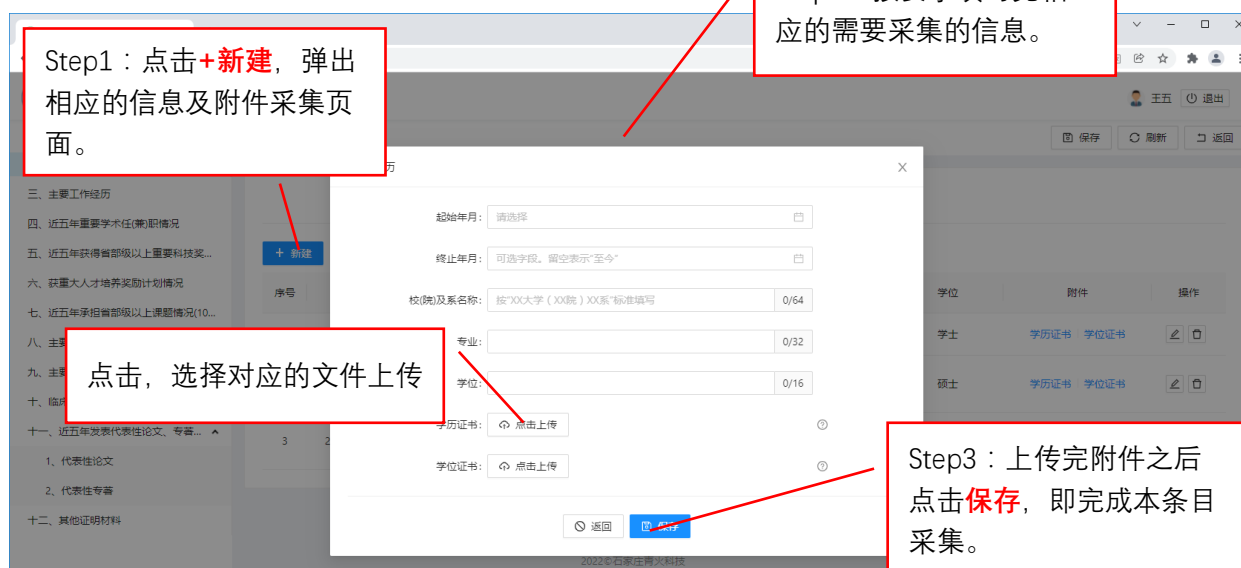 应的需要采集的信息。
Step1：点击+新建，弹出
相应的信息及附件采集页
面。
王五 退出
保存 刷新 返回
历
三、主要工作经历
四、近五年重要学术任(兼)职情况
五、近五年获得省部级以上重要科技奖...
六、获重大人才培养奖励计划情况
七、近五年承担省部级以上课题情况(10...
八、主要
九、主要
十、临床
十一、近五年发表代表性论文、专著...
1、代表性论文
2、代表性专著
十二、其他证明材料
+ 新建
序号
3 2
起始年月: 请选择
终止年月: 可选字段。留空表示"至今"
校(院)及系名称: 按"XX大学（XX院）XX系"标准填写 0/64
专业: 0/32
学位: 0/16
学历证书: 点击上传
学位证书: 点击上传
返回 保存
学位 附件 操作
学士 学历证书 学位证书
硕士 学历证书 学位证书
点击，选择对应的文件上传
Step3：上传完附件之后
点击保存，即完成本条目
采集。
2022©石家庄青火科技